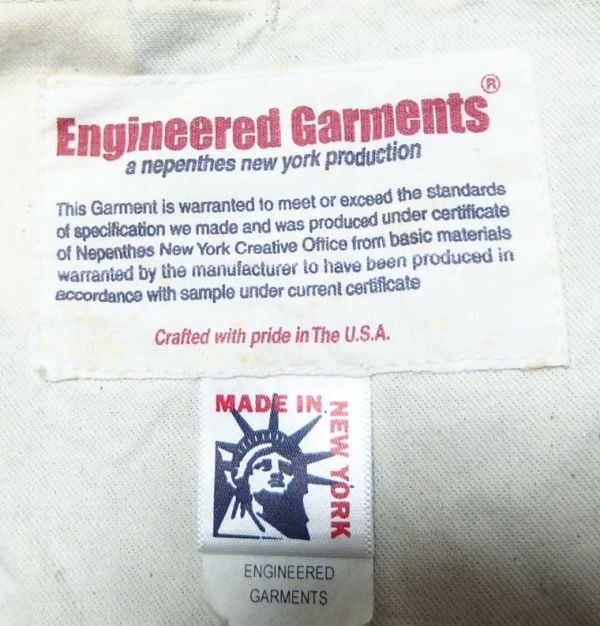 Engineered Garments®
a nepenthes new york production
This Garment is warranted to meet or exceed the standards
of specification we made and was produced under certificate
of Nepenthes New York Creative Office from basic materials
warranted by the manufacturer to have been produced in
accordance with sample under current certificate
Crafted with pride in The U.S.A.
MADE IN
NEW YORK
ENGINEERED
GARMENTS